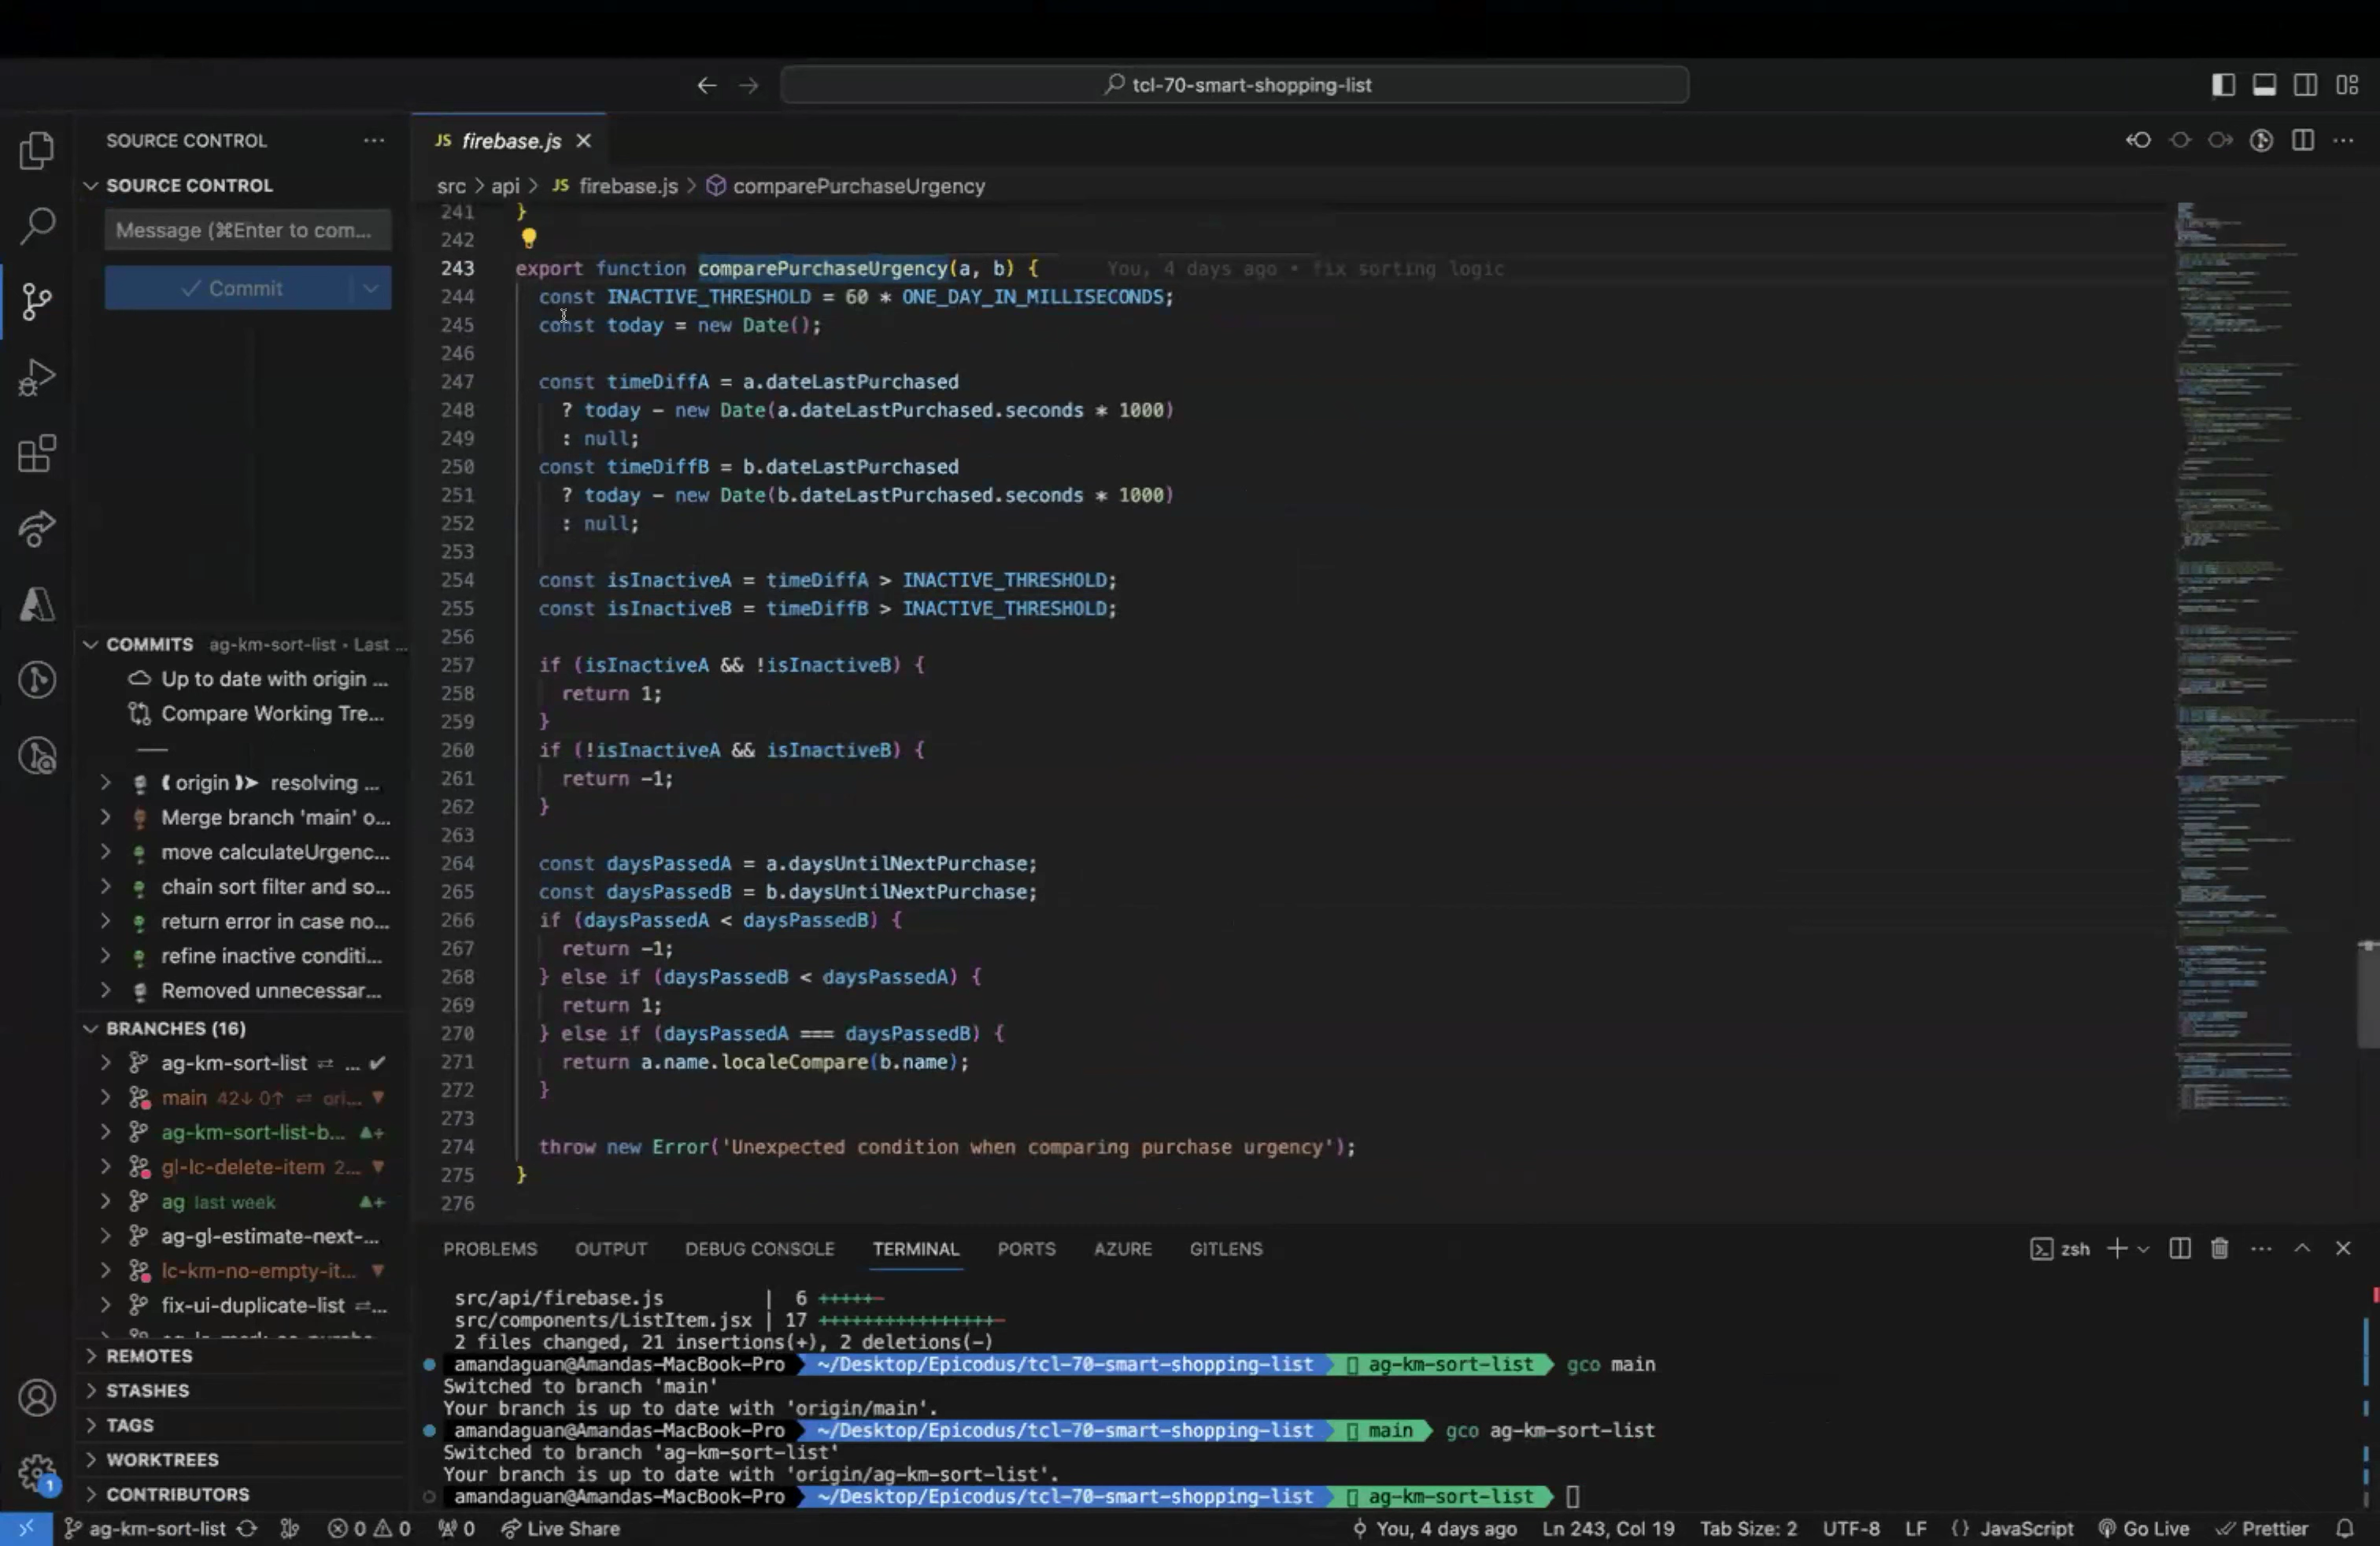 tcl-70-smart-shopping-list
SOURCE CONTROL
SOURCE CONTROL
Message (⌘Enter to com...
Commit
COMMITS ag-km-sort-list • Last ...
Up to date with origin ...
Compare Working Tre...
origin resolving ...
Merge branch 'main' o...
move calculateUrgenc...
chain sort filter and so...
return error in case no...
refine inactive conditi...
Removed unnecessar...
BRANCHES (16)
ag-km-sort-list ⇄ ... ✓
main 42↓ 0↑ ⇄ ori...
ag-km-sort-list-b...
gl-lc-delete-item 2...
ag last week
ag-gl-estimate-next-...
lc-km-no-empty-it...
fix-ui-duplicate-list ⇄...
REMOTES
STASHES
TAGS
WORKTREES
CONTRIBUTORS
JS firebase.js
src > api > JS firebase.js > comparePurchaseUrgency
241 }
242
243 export function comparePurchaseUrgency(a, b) { You, 4 days ago • fix sorting logic
244 const INACTIVE_THRESHOLD = 60 * ONE_DAY_IN_MILLISECONDS;
245 const today = new Date();
246
247 const timeDiffA = a.dateLastPurchased
248 ? today - new Date(a.dateLastPurchased.seconds * 1000)
249 : null;
250 const timeDiffB = b.dateLastPurchased
251 ? today - new Date(b.dateLastPurchased.seconds * 1000)
252 : null;
253
254 const isInactiveA = timeDiffA > INACTIVE_THRESHOLD;
255 const isInactiveB = timeDiffB > INACTIVE_THRESHOLD;
256
257 if (isInactiveA && !isInactiveB) {
258 return 1;
259 }
260 if (!isInactiveA && isInactiveB) {
261 return -1;
262 }
263
264 const daysPassedA = a.daysUntilNextPurchase;
265 const daysPassedB = b.daysUntilNextPurchase;
266 if (daysPassedA < daysPassedB) {
267 return -1;
268 } else if (daysPassedB < daysPassedA) {
269 return 1;
270 } else if (daysPassedA === daysPassedB) {
271 return a.name.localeCompare(b.name);
272 }
273
274 throw new Error('Unexpected condition when comparing purchase urgency');
275 }
276
PROBLEMS OUTPUT DEBUG CONSOLE TERMINAL PORTS AZURE GITLENS
zsh
src/api/firebase.js | 6 +++++-
src/components/ListItem.jsx | 17 ++++++++++++++++-
2 files changed, 21 insertions(+), 2 deletions(-)
amandaguan@Amandas-MacBook-Pro ~/Desktop/Epicodus/tcl-70-smart-shopping-list ag-km-sort-list gco main
Switched to branch 'main'
Your branch is up to date with 'origin/main'.
amandaguan@Amandas-MacBook-Pro ~/Desktop/Epicodus/tcl-70-smart-shopping-list main gco ag-km-sort-list
Switched to branch 'ag-km-sort-list'
Your branch is up to date with 'origin/ag-km-sort-list'.
amandaguan@Amandas-MacBook-Pro ~/Desktop/Epicodus/tcl-70-smart-shopping-list ag-km-sort-list
1
ag-km-sort-list 0 0 0 Live Share You, 4 days ago Ln 243, Col 19 Tab Size: 2 UTF-8 LF {} JavaScript Go Live Prettier